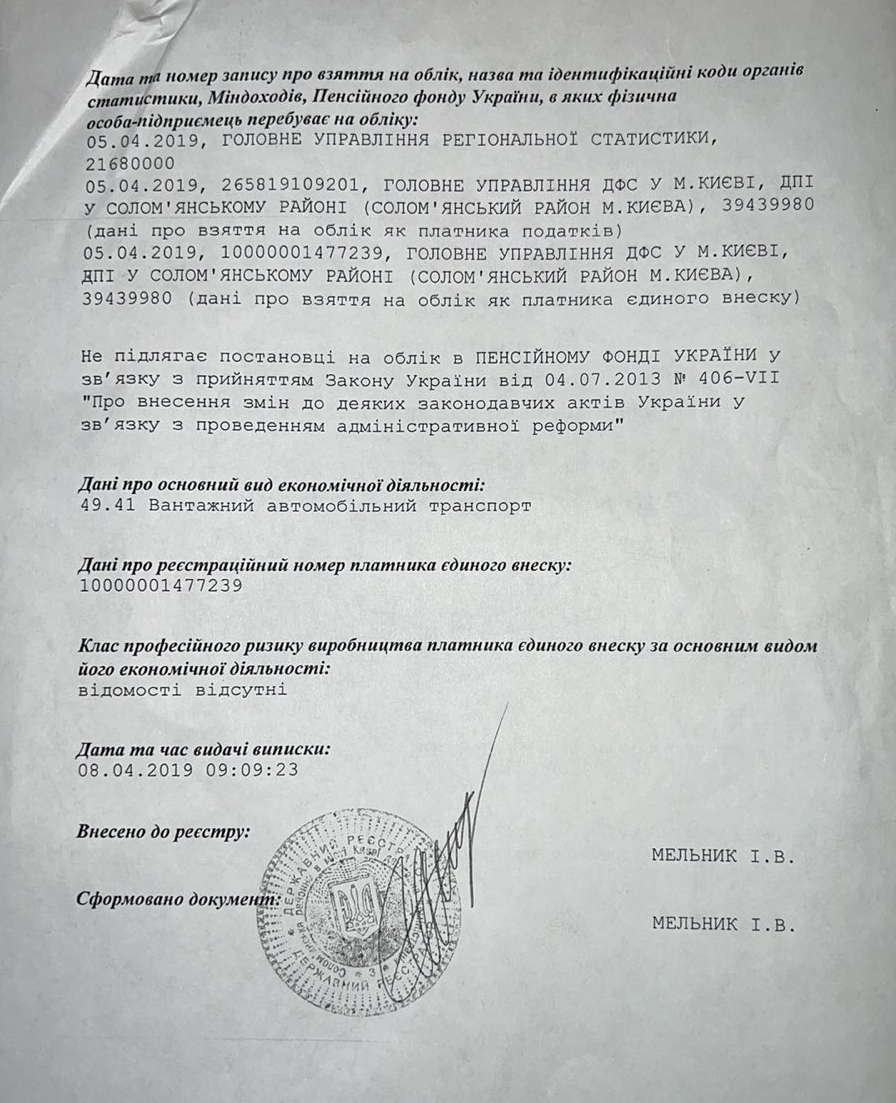 Дата та номер запису про взяття на облік, назва та ідентифікаційні коди органів
статистики, Міндоходів, Пенсійного фонду України, в яких фізична
особа-підприємець перебуває на обліку:
05.04.2019, ГОЛОВНЕ УПРАВЛІННЯ РЕГІОНАЛЬНОЇ СТАТИСТИКИ,
21680000
05.04.2019, 265819109201, ГОЛОВНЕ УПРАВЛІННЯ ДФС У М.КИЄВІ, ДПІ
У СОЛОМ'ЯНСЬКОМУ РАЙОНІ (СОЛОМ'ЯНСЬКИЙ РАЙОН М.КИЄВА), 39439980
(дані про взяття на облік як платника податків)
05.04.2019, 10000001477239, ГОЛОВНЕ УПРАВЛІННЯ ДФС У М.КИЄВІ,
ДПІ У СОЛОМ'ЯНСЬКОМУ РАЙОНІ (СОЛОМ'ЯНСЬКИЙ РАЙОН М.КИЄВА),
39439980 (дані про взяття на облік як платника єдиного внеску)
Не підлягає постановці на облік в ПЕНСІЙНОМУ ФОНДІ УКРАЇНИ у
зв’язку з прийняттям Закону України від 04.07.2013 № 406-VII
"Про внесення змін до деяких законодавчих актів України у
зв’язку з проведенням адміністративної реформи"
Дані про основний вид економічної діяльності:
49.41 Вантажний автомобільний транспорт
Дані про реєстраційний номер платника єдиного внеску:
10000001477239
Клас професійного ризику виробництва платника єдиного внеску за основним видом
його економічної діяльності:
відомості відсутні
Дата та час видачі виписки:
08.04.2019 09:09:23
Внесено до реєстру:
МЕЛЬНИК І.В.
Сформовано документ:
МЕЛЬНИК І.В.
ДЕРЖАВНИЙ РЕЄСТР
ДЕРЖАВНИЙ РЕЄСТРАТОР
* 3 *